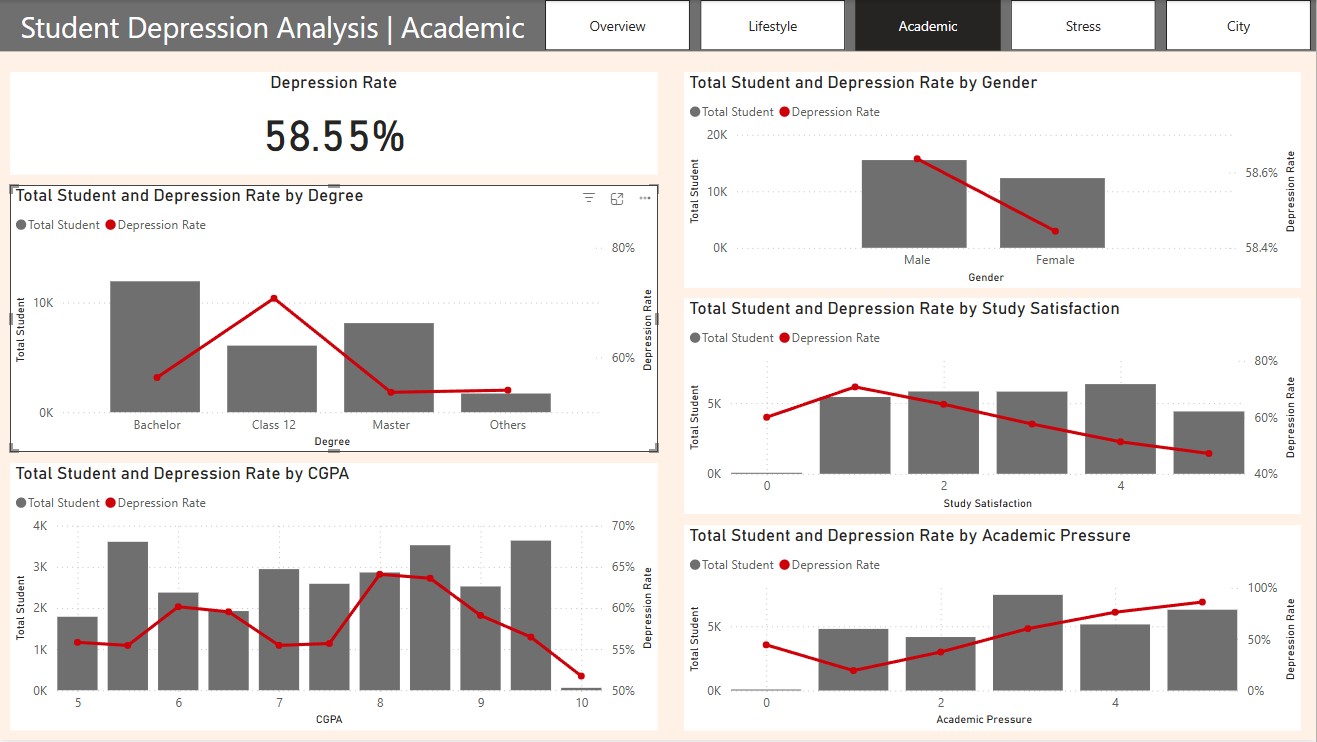 Student Depression Analysis | Academic
Overview
Lifestyle
Academic
Stress
City
Depression Rate
58.55%
Total Student and Depression Rate by Degree
Total Student
Depression Rate
80%
60%
10K
0K
Total Student
Depression Rate
Bachelor
Class 12
Master
Others
Degree
Total Student and Depression Rate by CGPA
Total Student
Depression Rate
4K
3K
2K
1K
0K
70%
65%
60%
55%
50%
Total Student
Depression Rate
5
6
7
8
9
10
CGPA
Total Student and Depression Rate by Gender
Total Student
Depression Rate
20K
10K
0K
58.6%
58.4%
Total Student
Depression Rate
Male
Female
Gender
Total Student and Depression Rate by Study Satisfaction
Total Student
Depression Rate
5K
0K
80%
60%
40%
Total Student
Depression Rate
0
2
4
Study Satisfaction
Total Student and Depression Rate by Academic Pressure
Total Student
Depression Rate
5K
0K
100%
50%
0%
Total Student
Depression Rate
0
2
4
Academic Pressure